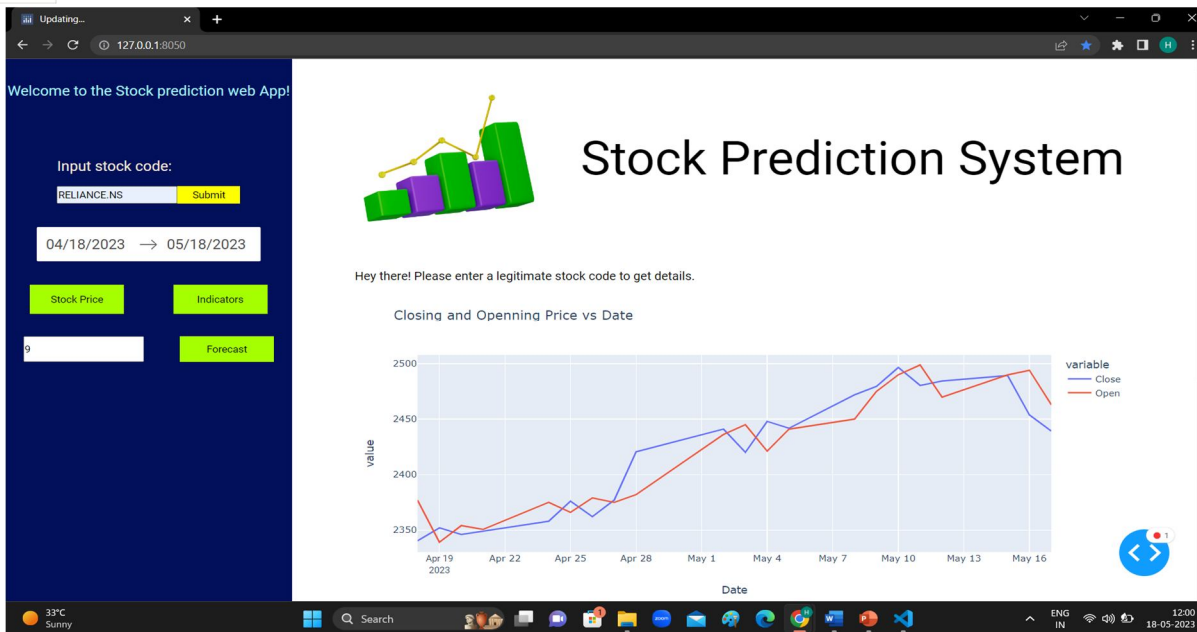 Updating...
127.0.0.1:8050
H
Welcome to the Stock prediction web App!
Input stock code:
RELIANCE.NS Submit
04/18/2023 → 05/18/2023
Stock Price Indicators
9 Forecast
Stock Prediction System
Hey there! Please enter a legitimate stock code to get details.
Closing and Openning Price vs Date
variable
Close
Open
2500
2450
2400
2350
value
Apr 19 Apr 22 Apr 25 Apr 28 May 1 May 4 May 7 May 10 May 13 May 16
2023
Date
1
33°C
Sunny
Search
1
zoom
H
W
P
ENG
IN
12:00
18-05-2023